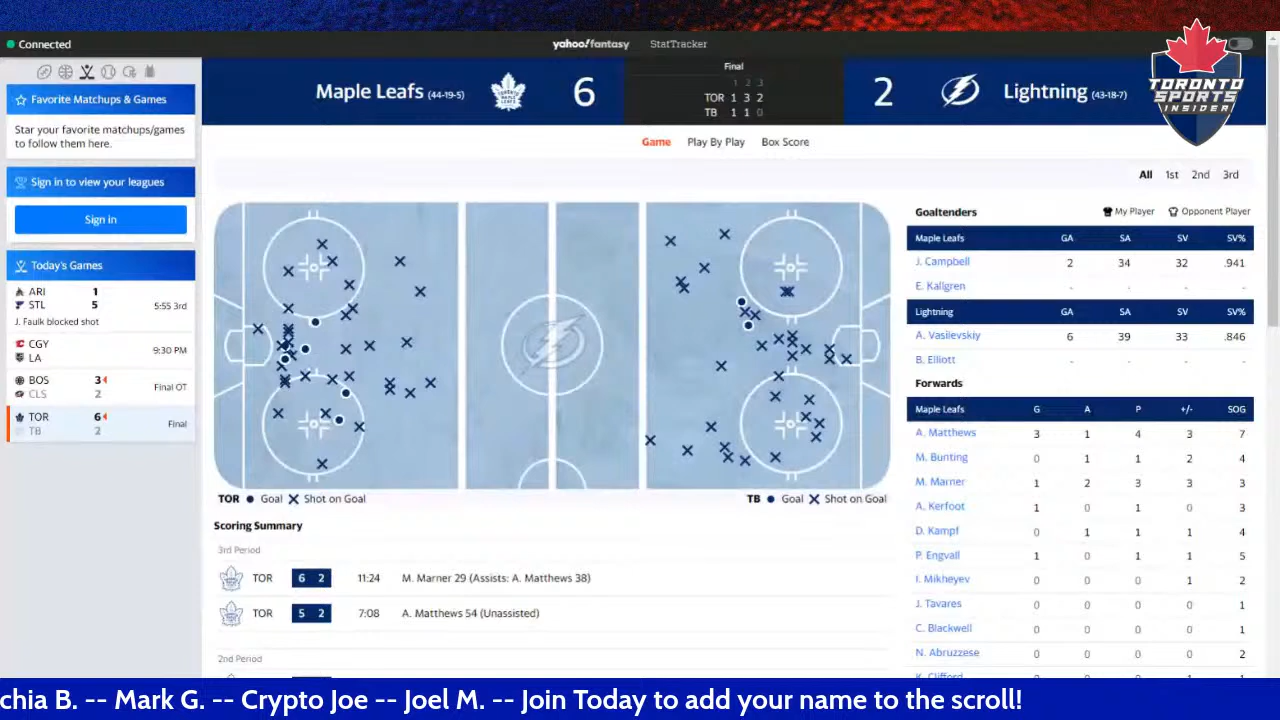 Connected
yahoo!fantasy StatTracker
TORONTO
SPORTS
INSIDER
Favorite Matchups & Games
Star your favorite matchups/games
to follow them here.
Sign in to view your leagues
Sign in
Today's Games
ARI 1
STL 5 5:55 3rd
J. Faulk blocked shot
CGY
LA 9:30 PM
BOS 3
CLS 2 Final OT
TOR 6
TB 2 Final
Maple Leafs (44-19-5) 6
Final
1 2 3
TOR 1 3 2
TB 1 1 0
2 Lightning (43-18-7)
Game Play By Play Box Score
All 1st 2nd 3rd
TOR Goal Shot on Goal
TB Goal Shot on Goal
Scoring Summary
3rd Period
TOR 6 2 11:24 M. Marner 29 (Assists: A. Matthews 38)
TOR 5 2 7:08 A. Matthews 54 (Unassisted)
2nd Period
Goaltenders My Player Opponent Player
Maple Leafs GA SA SV SV%
J. Campbell 2 34 32 .941
E. Kallgren - - - -
Lightning GA SA SV SV%
A. Vasilevskiy 6 39 33 .846
B. Elliott - - - -
Forwards
Maple Leafs G A P +/- SOG
A. Matthews 3 1 4 3 7
M. Bunting 0 1 1 2 4
M. Marner 1 2 3 3 3
A. Kerfoot 1 0 1 0 3
D. Kampf 0 1 1 1 4
P. Engvall 1 0 1 1 5
I. Mikheyev 0 0 0 1 2
J. Tavares 0 0 0 0 1
C. Blackwell 0 0 0 0 1
N. Abruzzese 0 0 0 0 2
K. Clifford
chia B. -- Mark G. -- Crypto Joe -- Joel M. -- Join Today to add your name to the scroll!